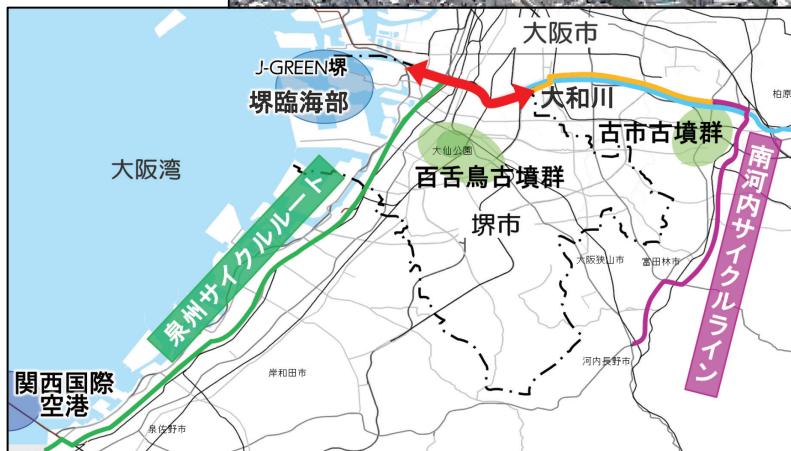 大阪市
J-GREEN堺
堺臨海部
大和川
柏原
古市古墳群
大仙公園
百舌鳥古墳群
大阪湾
堺市
泉州サイクルルート
南河内サイクルライン
大阪狭山市
富田林市
河内長野市
関西国際
空港
岸和田市
泉佐野市